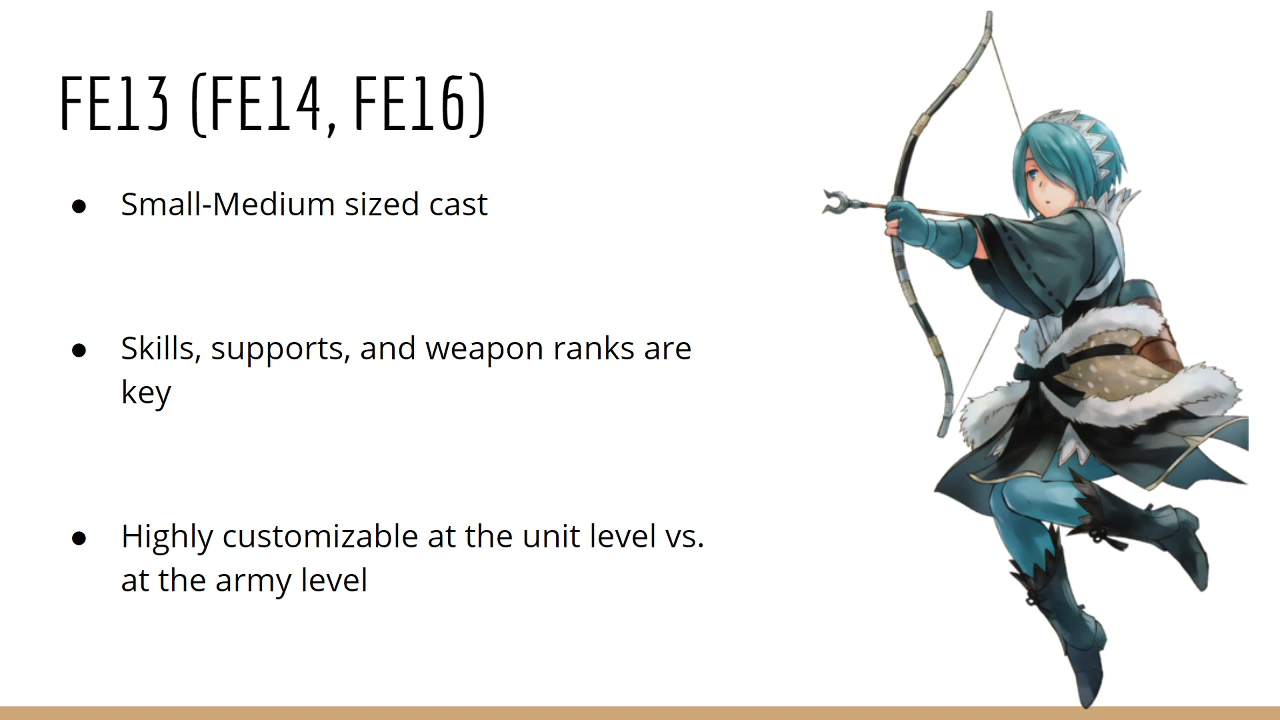 FE13 (FE14, FE16)
● Small-Medium sized cast
● Skills, supports, and weapon ranks are
key
● Highly customizable at the unit level vs.
at the army level